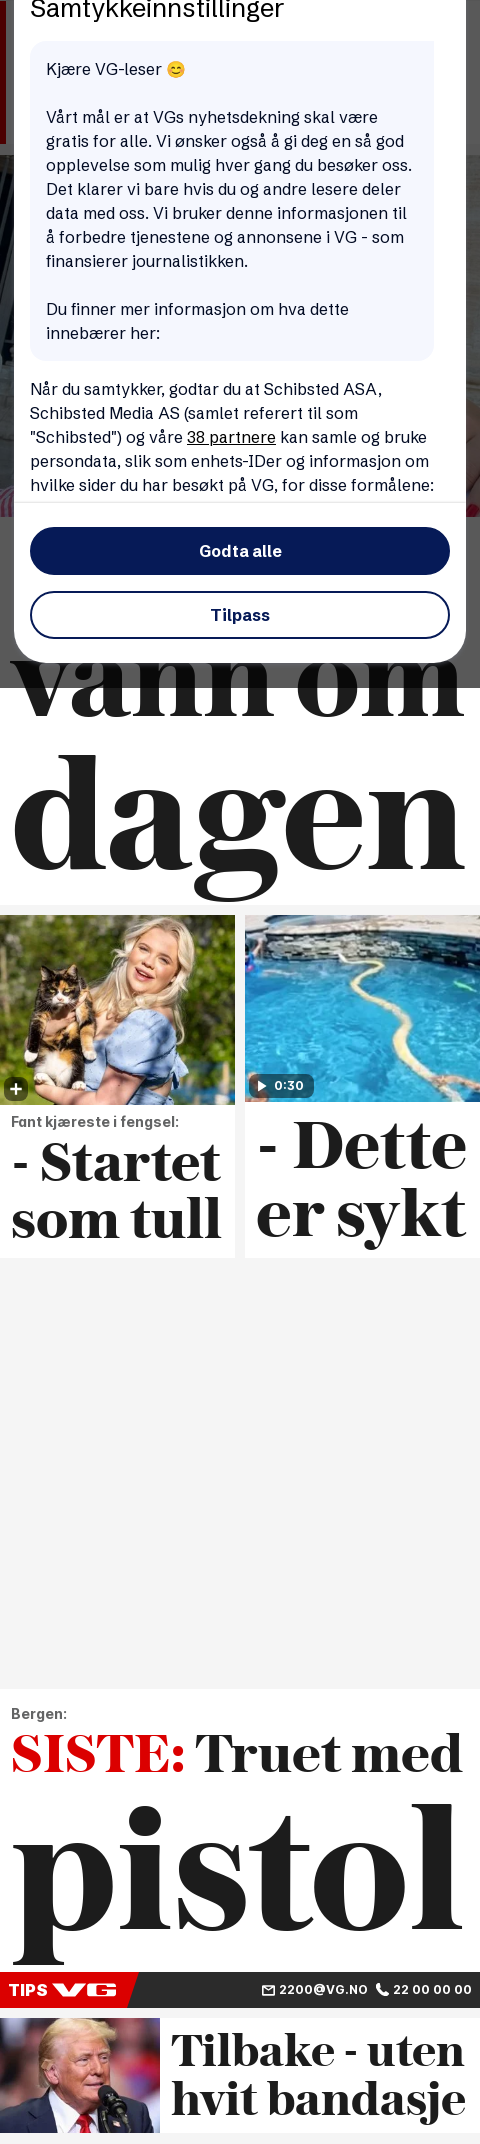 Samtykkeinnstillinger
Kjære VG-leser 😊
Vårt mål er at VGs nyhetsdekning skal være
gratis for alle. Vi ønsker også å gi deg en så god
opplevelse som mulig hver gang du besøker oss.
Det klarer vi bare hvis du og andre lesere deler
data med oss. Vi bruker denne informasjonen til
å forbedre tjenestene og annonsene i VG - som
finansierer journalistikken.
Du finner mer informasjon om hva dette
innebærer her:
Når du samtykker, godtar du at Schibsted ASA,
Schibsted Media AS (samlet referert til som
"Schibsted") og våre 38 partnere kan samle og bruke
persondata, slik som enhets-IDer og informasjon om
hvilke sider du har besøkt på VG, for disse formålene:
Godta alle
Tilpass
vann om
dagen
0:30
Fant kjæreste i fengsel:
- Startet
som tull
- Dette
er sykt
Bergen:
SISTE: Truet med
pistol
TIPS VG 2200@VG.NO 22 00 00 00
Tilbake - uten
hvit bandasje